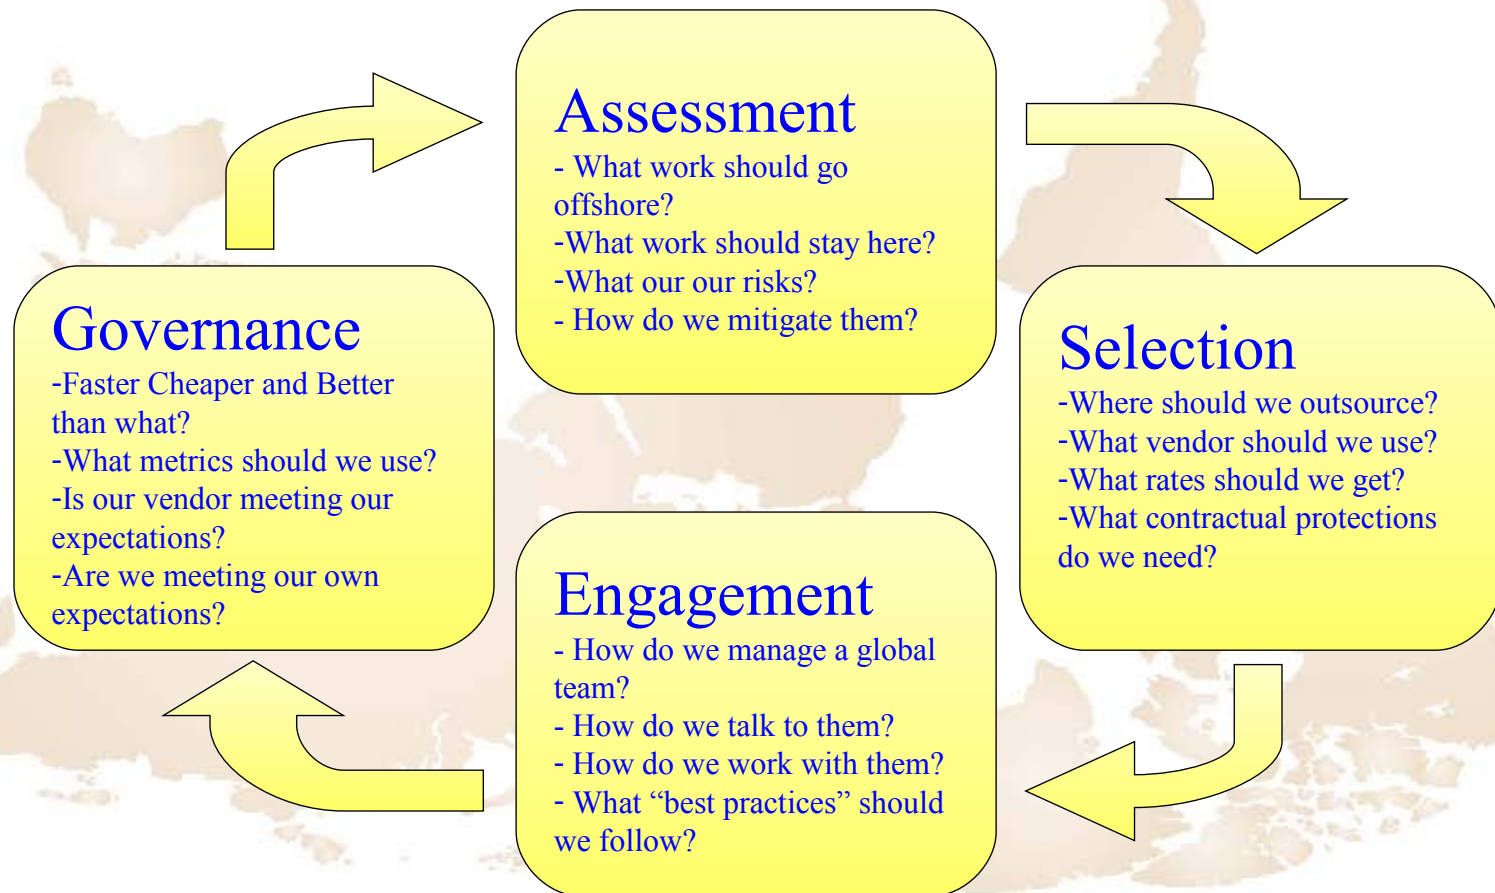 Assessment
- What work should go
offshore?
-What work should stay here?
-What our our risks?
- How do we mitigate them?
Selection
-Where should we outsource?
-What vendor should we use?
-What rates should we get?
-What contractual protections
do we need?
Engagement
- How do we manage a global
team?
- How do we talk to them?
- How do we work with them?
- What “best practices” should
we follow?
Governance
-Faster Cheaper and Better
than what?
-What metrics should we use?
-Is our vendor meeting our
expectations?
-Are we meeting our own
expectations?